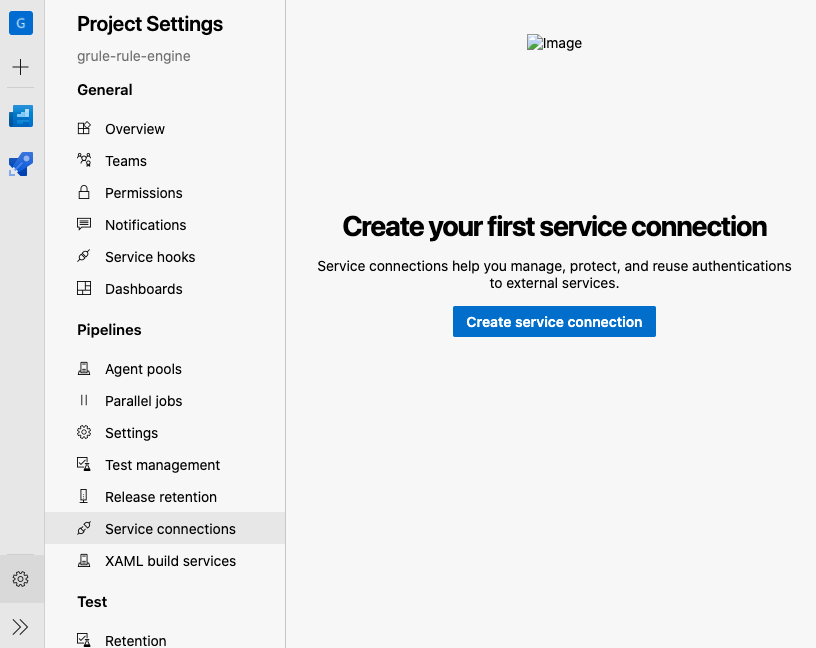 G
Project Settings
grule-rule-engine
General
Overview
Teams
Permissions
Notifications
Service hooks
Dashboards
Pipelines
Agent pools
Parallel jobs
Settings
Test management
Release retention
Service connections
XAML build services
Test
Retention
Image
Create your first service connection
Service connections help you manage, protect, and reuse authentications
to external services.
Create service connection